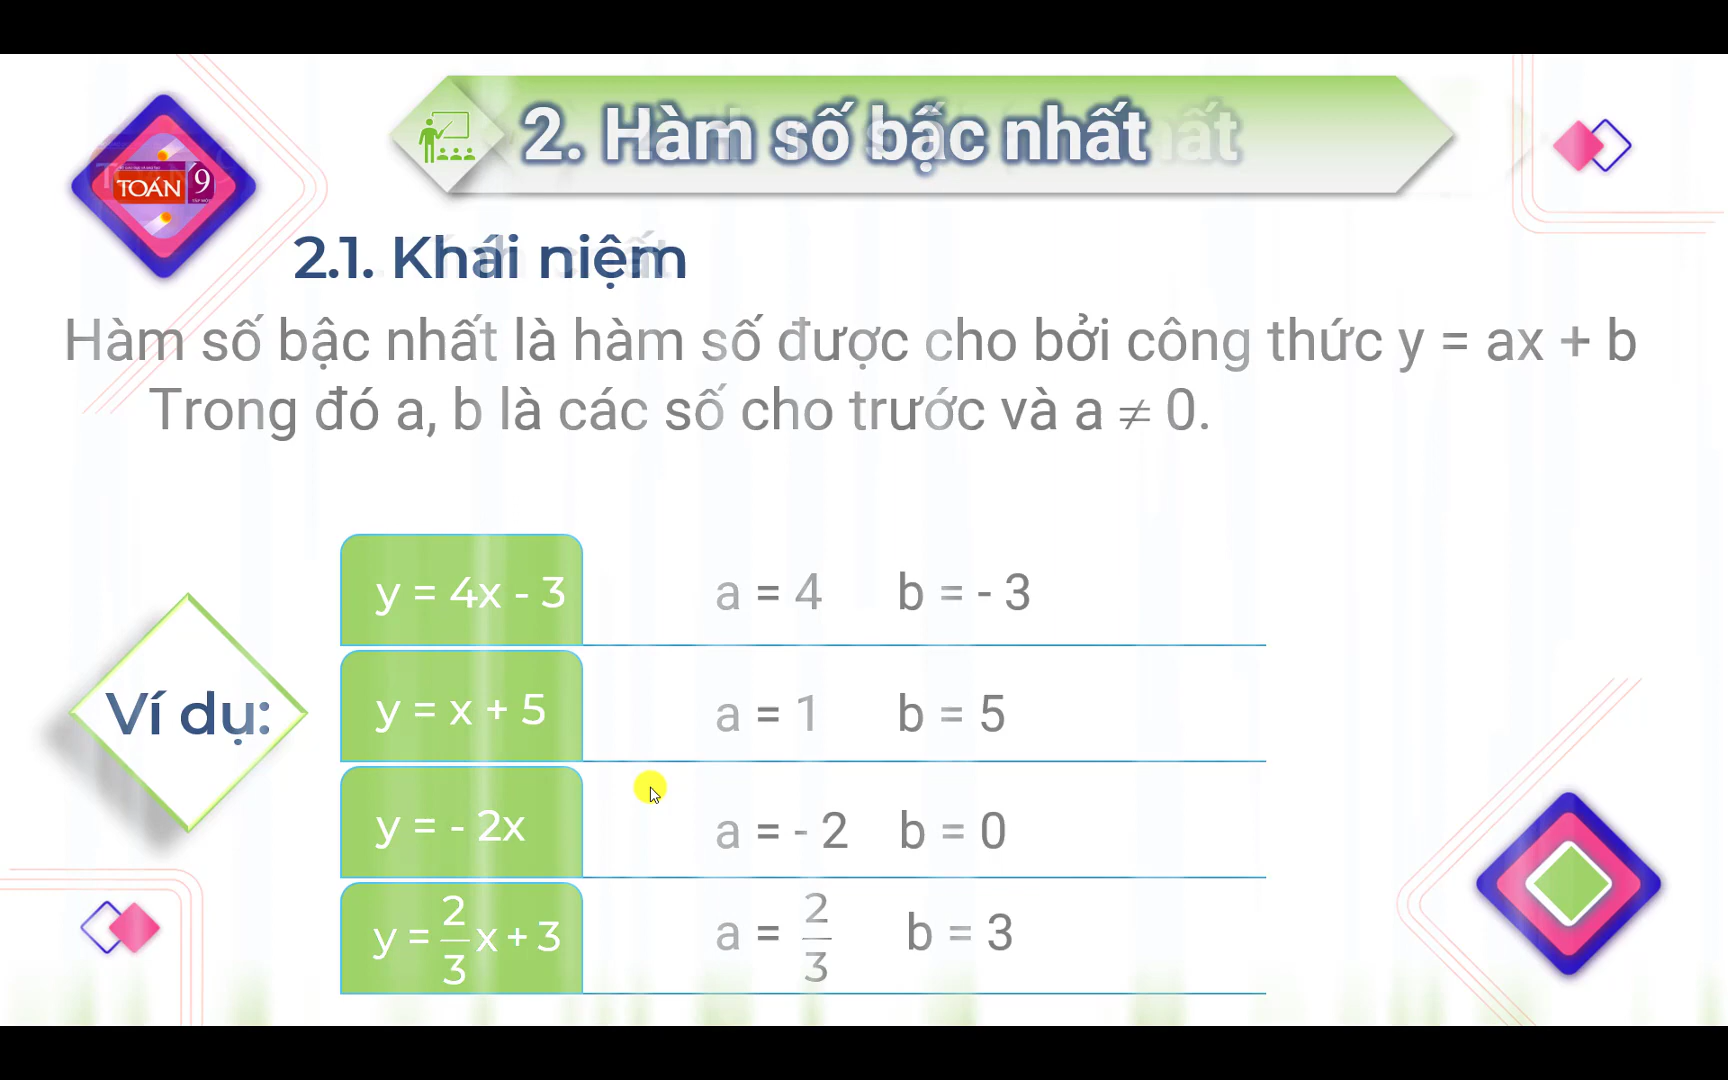 2. Hàm số bậc nhất
TOÁN 9
2.1. Khái niệm
Hàm số bậc nhất là hàm số được cho bởi công thức y = ax + b
Trong đó a, b là các số cho trước và a ≠ 0.
Ví dụ:
y = 4x - 3 a = 4 b = - 3
y = x + 5 a = 1 b = 5
y = - 2x a = - 2 b = 0
y = 2/3 x + 3 a = 2/3 b = 3